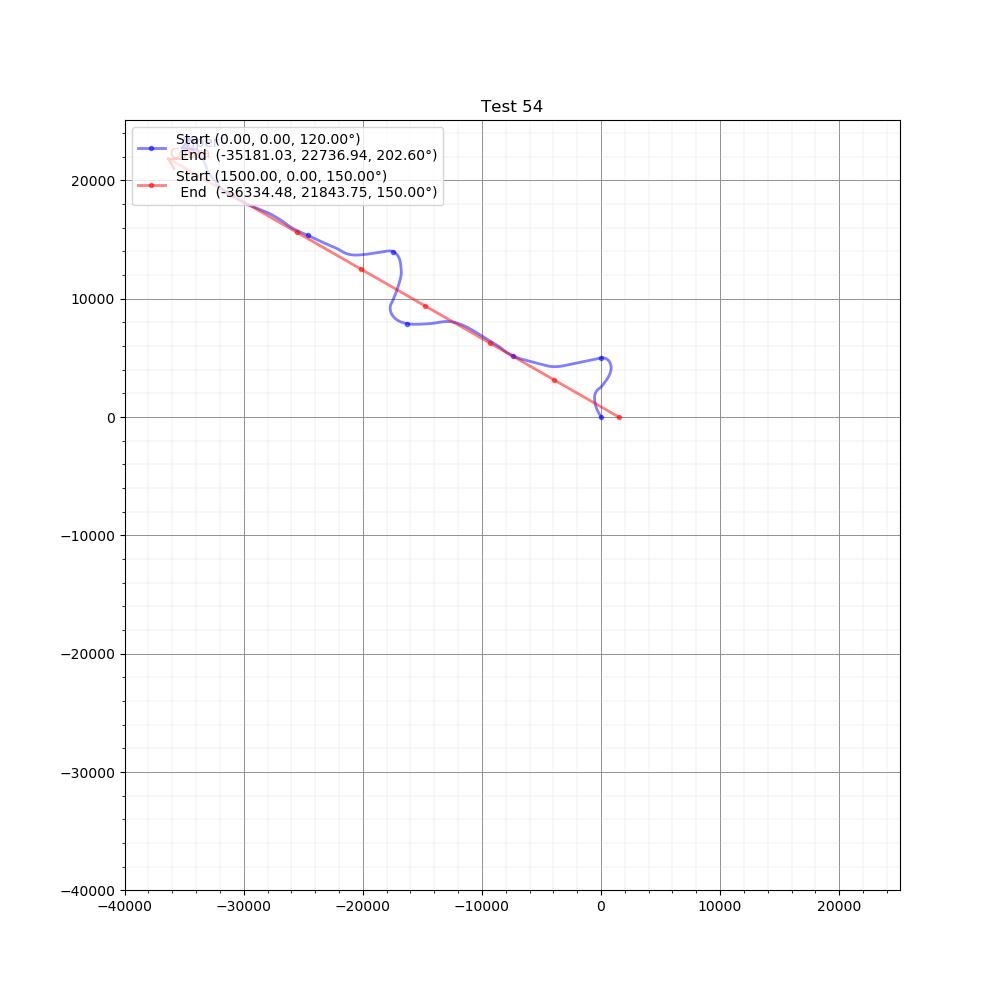 Test 54
Start (0.00, 0.00, 120.00°)
End (-35181.03, 22736.94, 202.60°)
Start (1500.00, 0.00, 150.00°)
End (-36334.48, 21843.75, 150.00°)
20000
10000
0
−10000
−20000
−30000
−40000
−40000 −30000 −20000 −10000 0 10000 20000